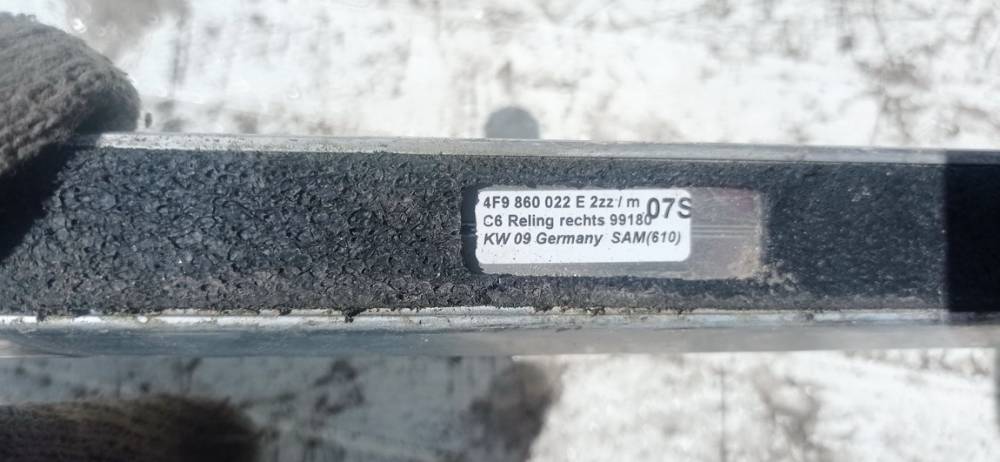 4F9 860 022 E 2zz / m 07S
C6 Reling rechts 99180
KW 09 Germany SAM(610)